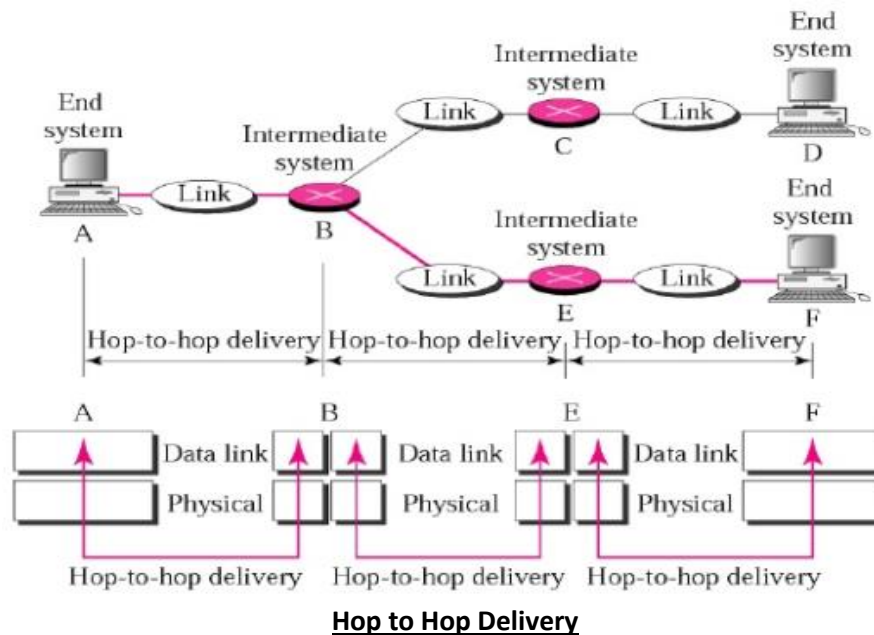 End
system
Intermediate
system
Link
Link
C
D
End
system
Intermediate
system
Link
A
B
End
system
Intermediate
system
Link
Link
E
F
Hop-to-hop delivery
Hop-to-hop delivery
Hop-to-hop delivery
A
B
E
F
Data link
Data link
Data link
Physical
Physical
Physical
Hop-to-hop delivery
Hop-to-hop delivery
Hop-to-hop delivery
Hop to Hop Delivery